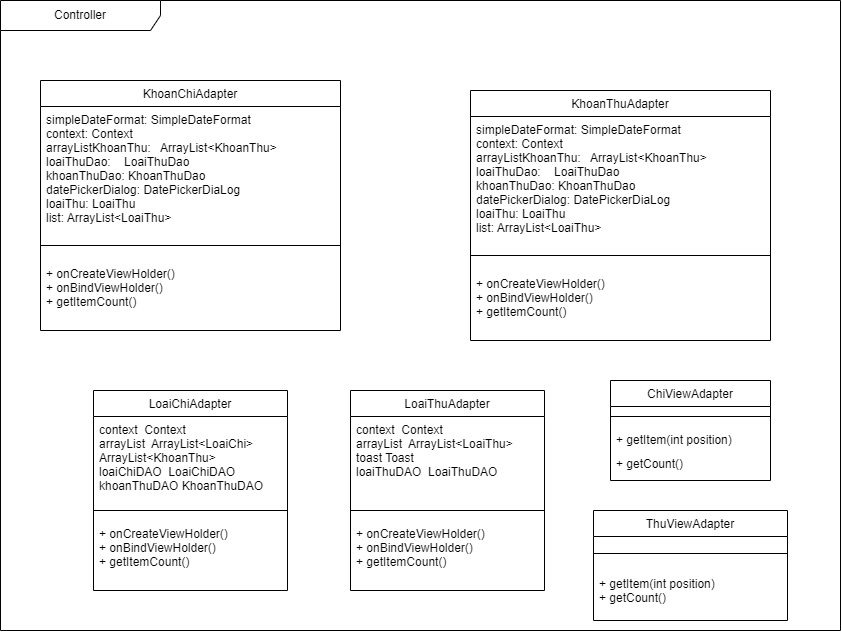 Controller
KhoanChiAdapter
simpleDateFormat: SimpleDateFormat
context: Context
arrayListKhoanThu: ArrayList<KhoanThu>
loaiThuDao: LoaiThuDao
khoanThuDao: KhoanThuDao
datePickerDialog: DatePickerDiaLog
loaiThu: LoaiThu
list: ArrayList<LoaiThu>
+ onCreateViewHolder()
+ onBindViewHolder()
+ getItemCount()
KhoanThuAdapter
simpleDateFormat: SimpleDateFormat
context: Context
arrayListKhoanThu: ArrayList<KhoanThu>
loaiThuDao: LoaiThuDao
khoanThuDao: KhoanThuDao
datePickerDialog: DatePickerDiaLog
loaiThu: LoaiThu
list: ArrayList<LoaiThu>
+ onCreateViewHolder()
+ onBindViewHolder()
+ getItemCount()
LoaiChiAdapter
context Context
arrayList ArrayList<LoaiChi>
ArrayList<KhoanThu>
loaiChiDAO LoaiChiDAO
khoanThuDAO KhoanThuDAO
+ onCreateViewHolder()
+ onBindViewHolder()
+ getItemCount()
LoaiThuAdapter
context Context
arrayList ArrayList<LoaiThu>
toast Toast
loaiThuDAO LoaiThuDAO
+ onCreateViewHolder()
+ onBindViewHolder()
+ getItemCount()
ChiViewAdapter
+ getItem(int position)
+ getCount()
ThuViewAdapter
+ getItem(int position)
+ getCount()